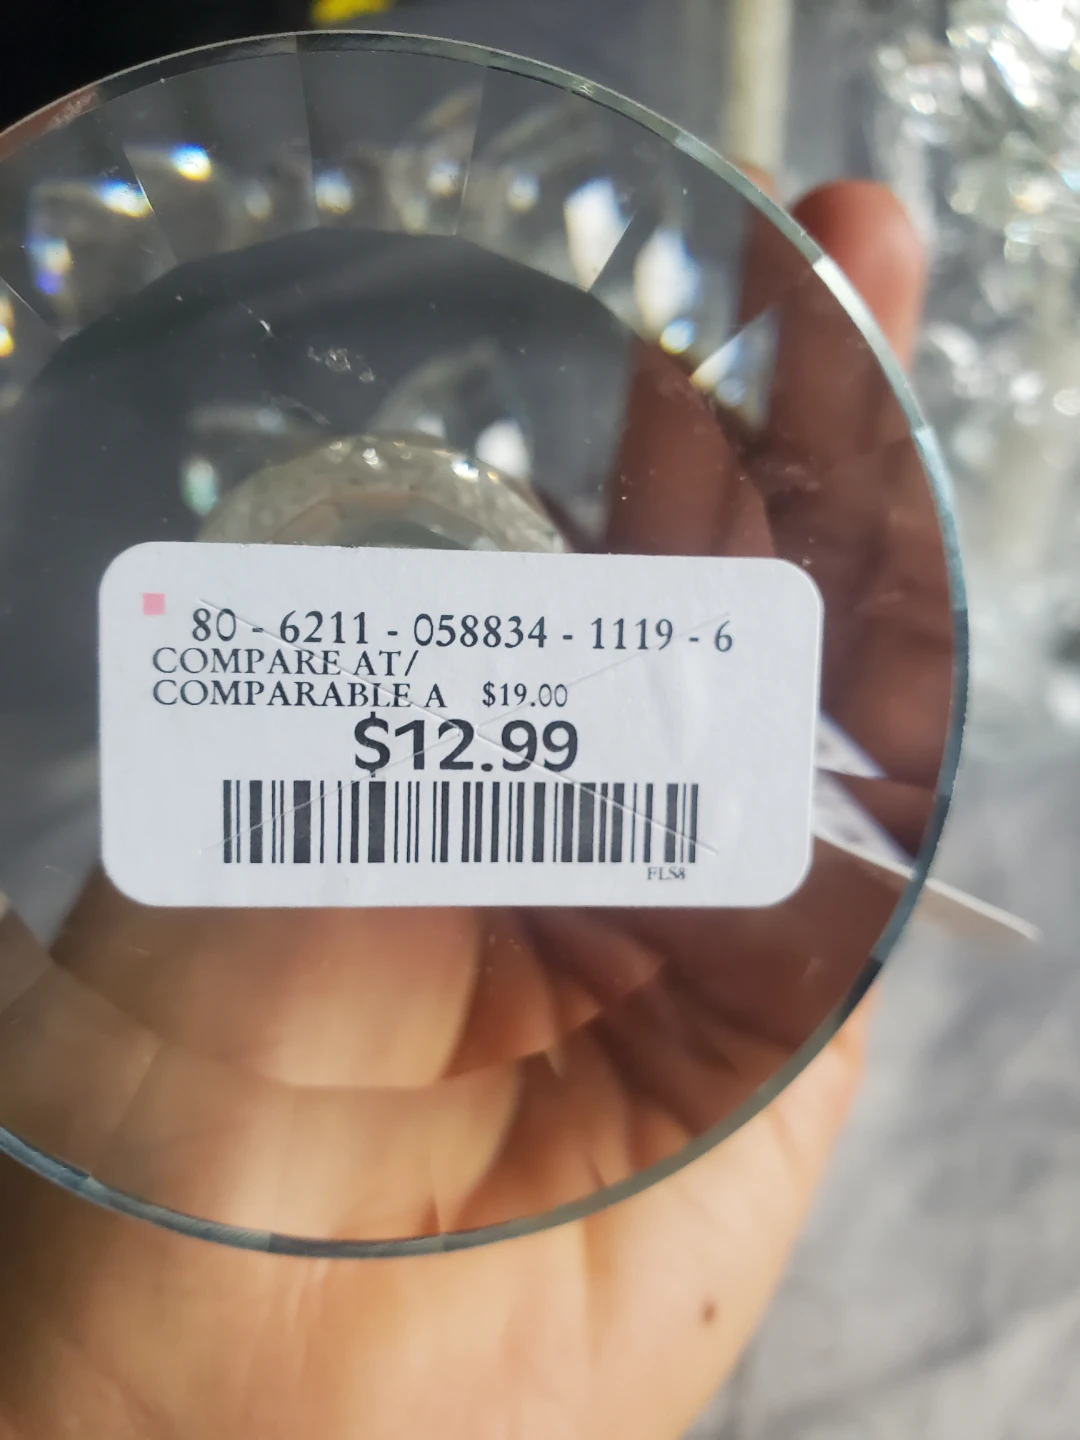 80 - 6211 - 058834 - 1119 - 6
COMPARE AT/
COMPARABLE A $19.00
$12.99
FLS8